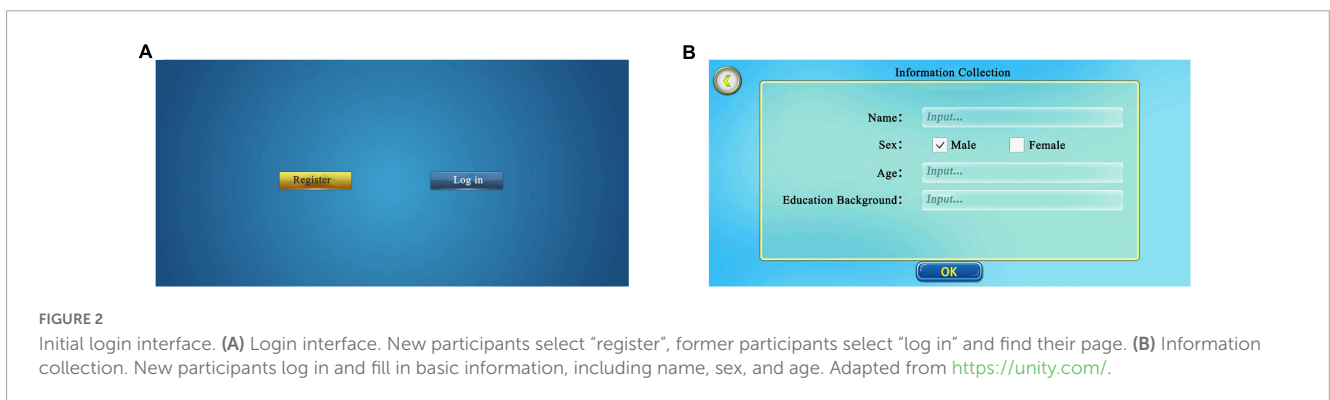 A
Register
Log in
B
Information Collection
Name:
Input...
Sex:
Male
Female
Age:
Input...
Education Background:
Input...
OK
FIGURE 2
Initial login interface. (A) Login interface. New participants select “register”, former participants select “log in” and find their page. (B) Information
collection. New participants log in and fill in basic information, including name, sex, and age. Adapted from https://unity.com/.